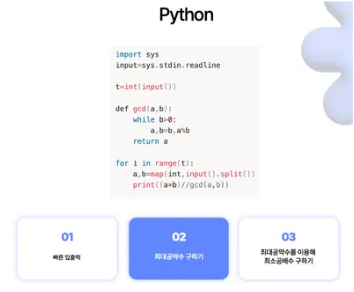 Python
import sys
input=sys.stdin.readline
t=int(input())
def gcd(a,b):
    while b>0:
        a,b=b,a%b
    return a
for i in range(t):
    a,b=map(int,input().split())
    print((a*b)//gcd(a,b))
01
빠른 입출력
02
최대공약수 구하기
03
최대공약수를 이용해
최소공배수 구하기